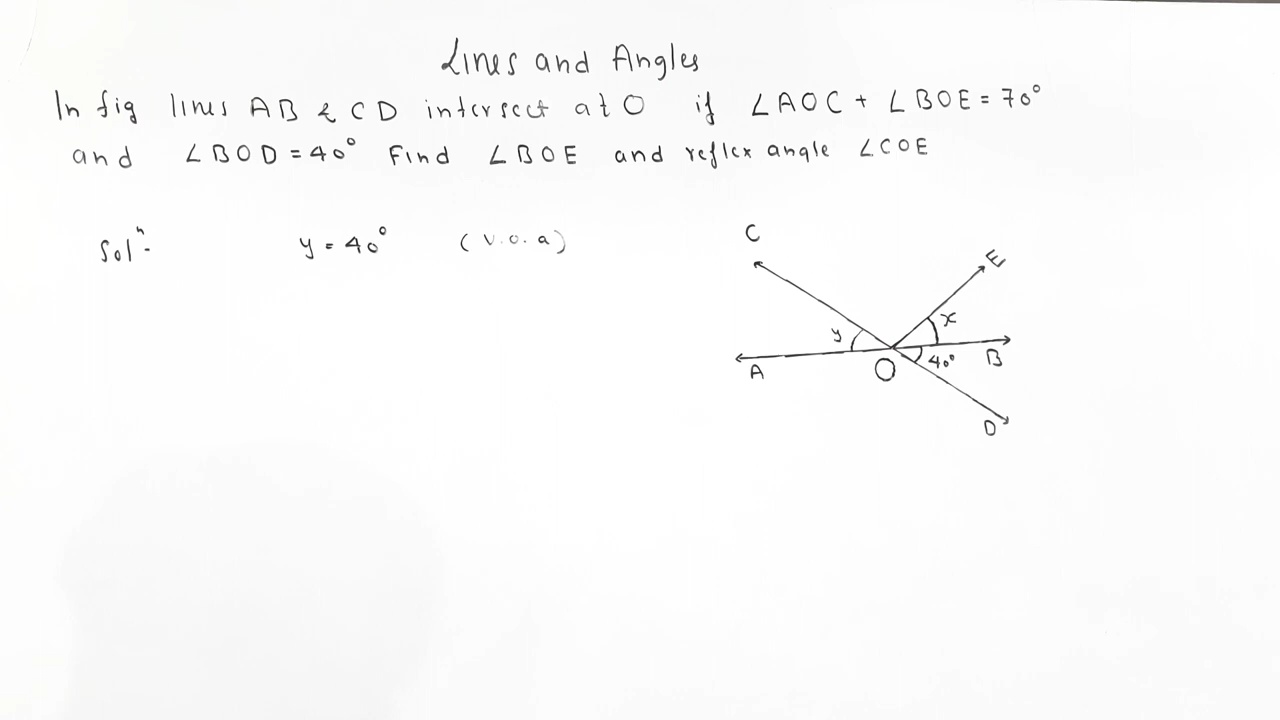 Lines and Angles
In fig lines AB & CD intersect at O if ∠AOC + ∠BOE = 70°
and ∠BOD = 40° Find ∠BOE and reflex angle ∠COE
Solⁿ- y = 40° (v.o.a)
C
E
y
x
A
O
40°
B
D